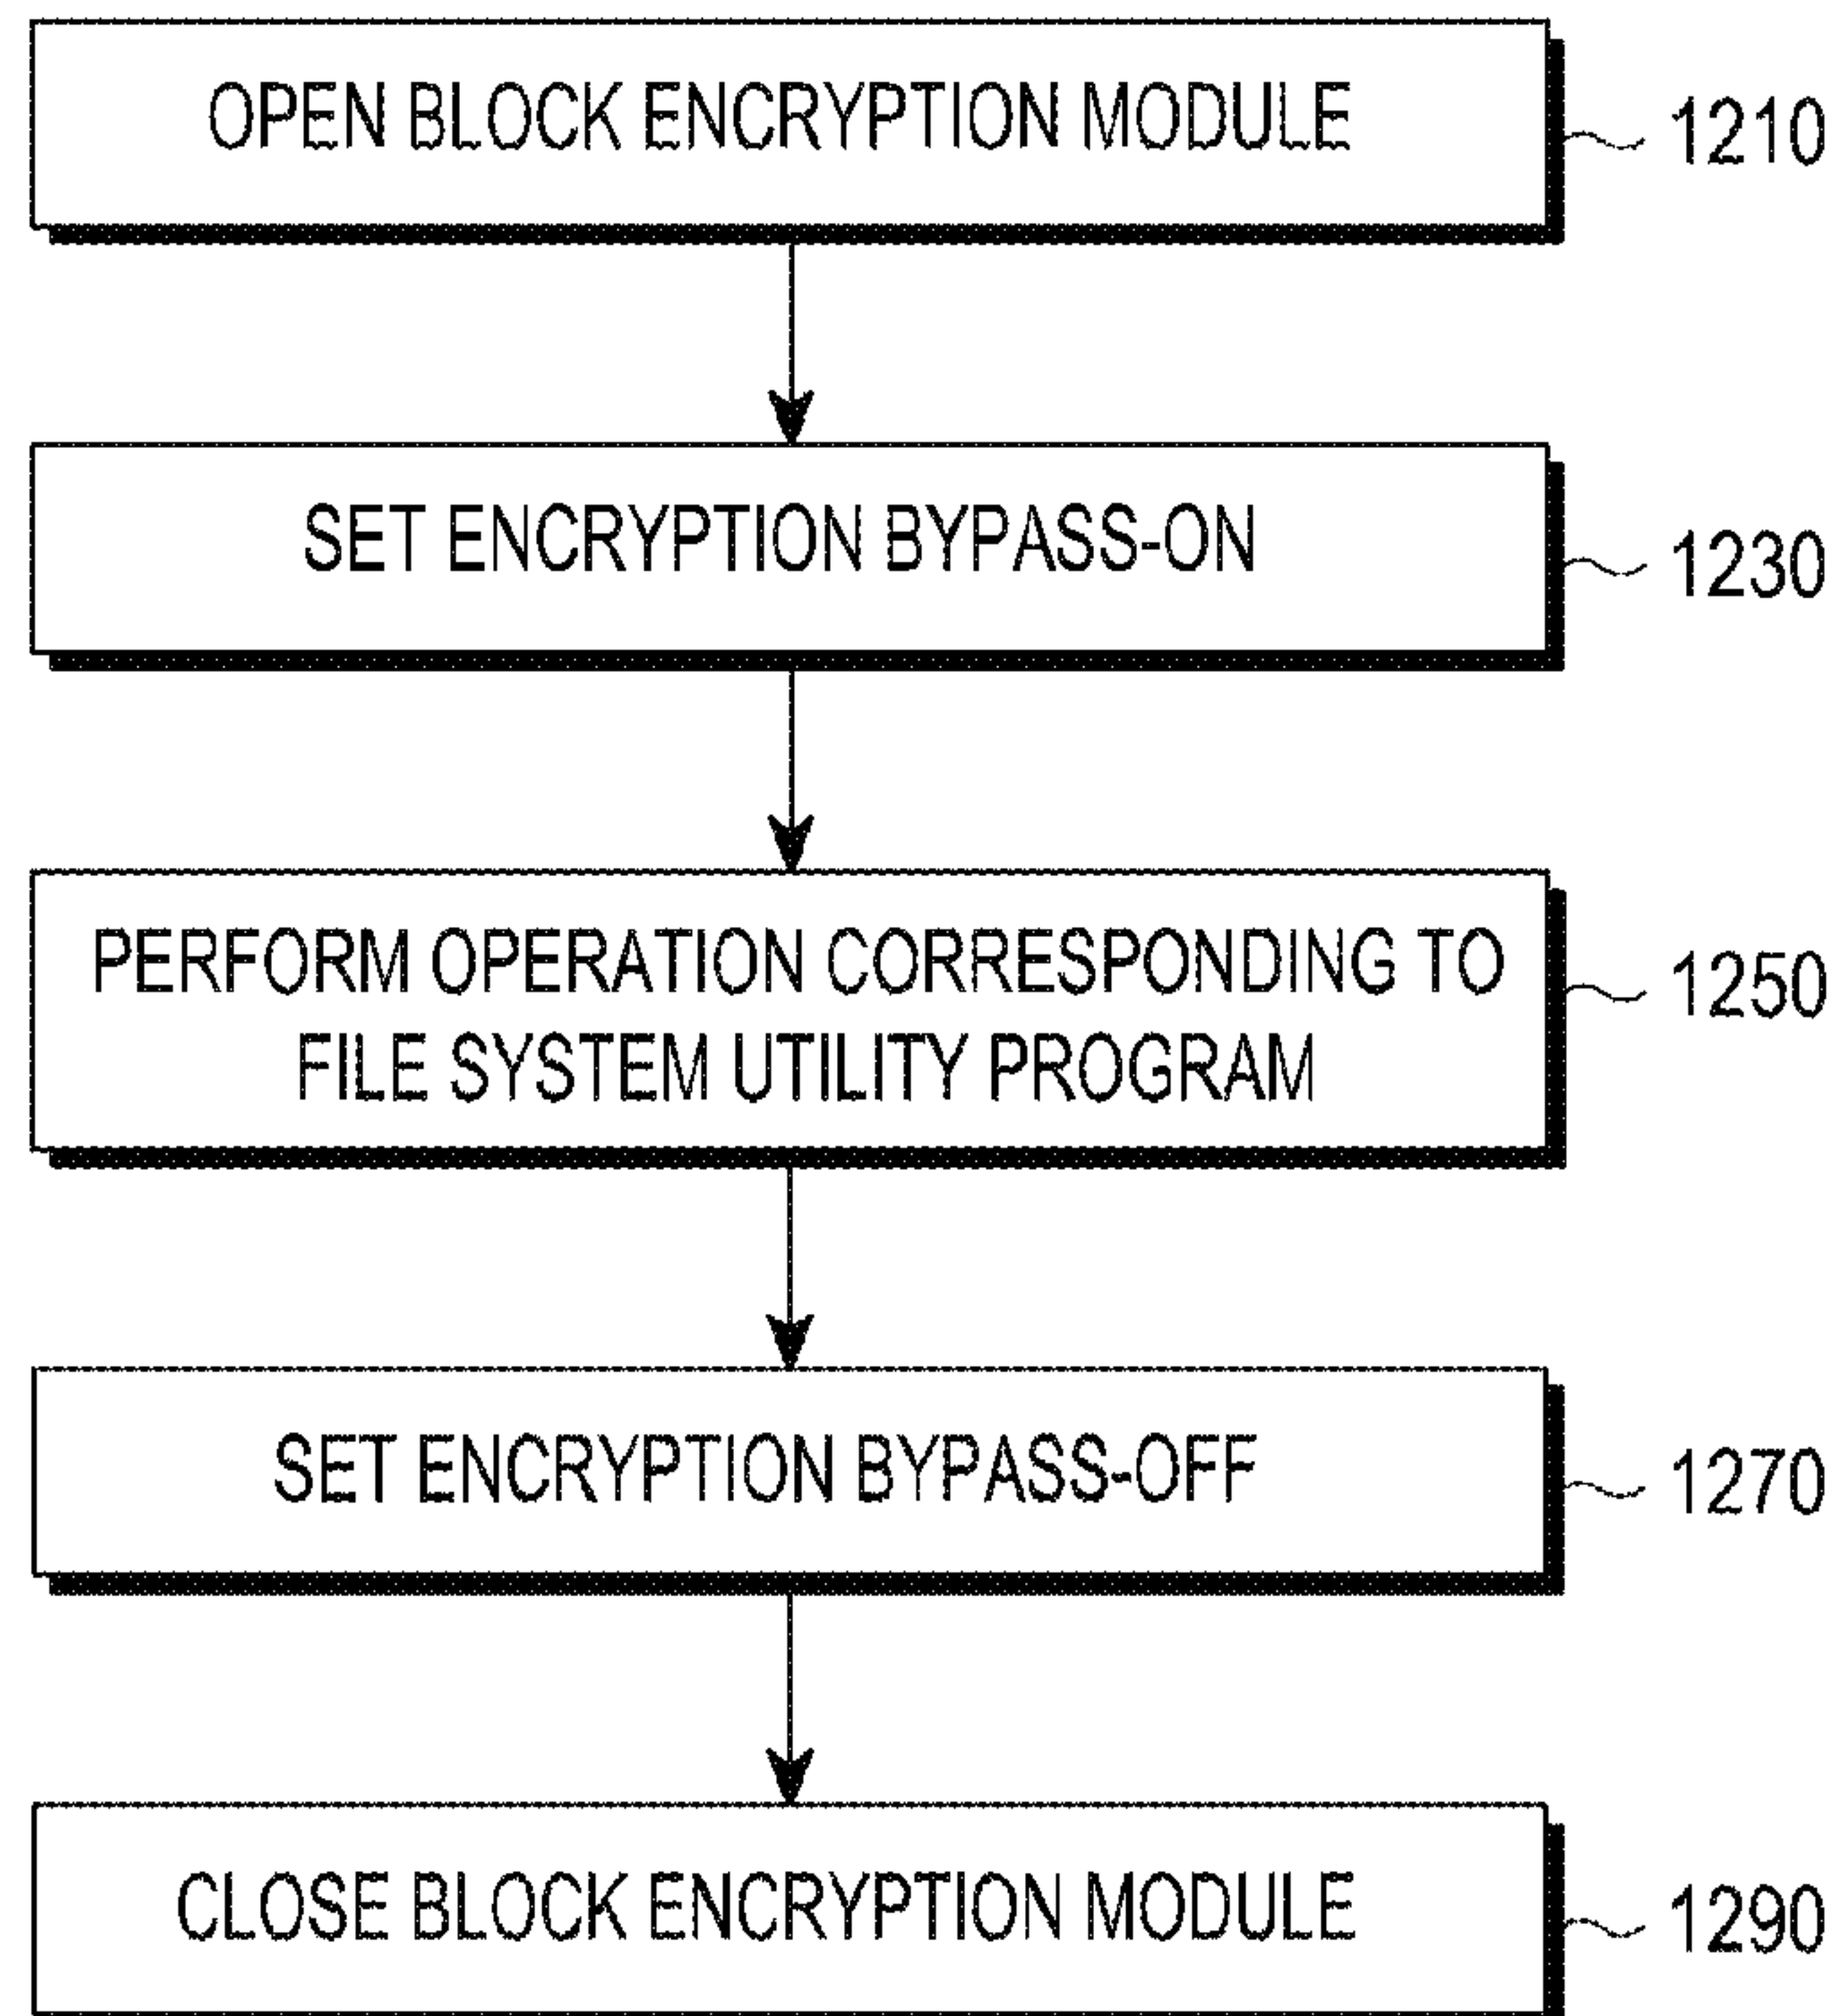 OPEN BLOCK ENCRYPTION MODULE
1210
SET ENCRYPTION BYPASS-ON
1230
PERFORM OPERATION CORRESPONDING TO
FILE SYSTEM UTILITY PROGRAM
1250
SET ENCRYPTION BYPASS-OFF
1270
CLOSE BLOCK ENCRYPTION MODULE
1290